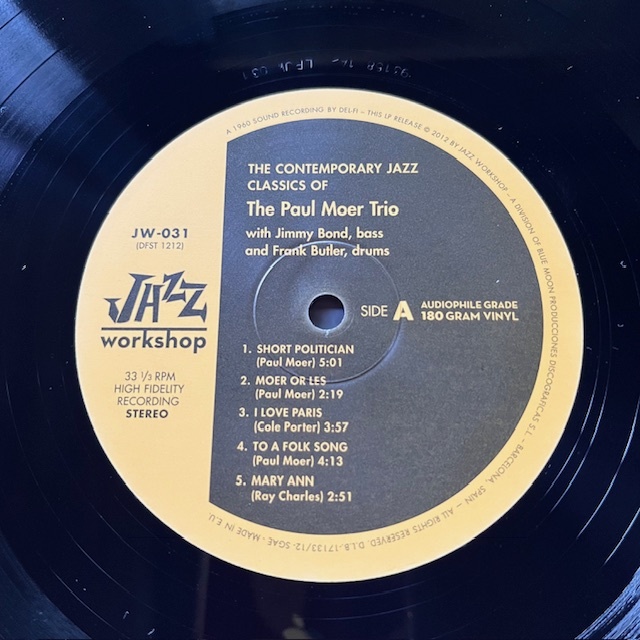 A 1960 SOUND RECORDING BY DEL-FI – THIS LP RELEASE © 2012 BY JAZZ WORKSHOP – A DIVISION OF BLUE MOON PRODUCCIONES DISCOGRAFICAS S.L. – BARCELONA, SPAIN – ALL RIGHTS RESERVED. D.L.B.-17133/12- SGAE - MADE IN E.U.
THE CONTEMPORARY JAZZ
CLASSICS OF
The Paul Moer Trio
with Jimmy Bond, bass
and Frank Butler, drums
JW-031
(DFST 1212)
JAZZ
workshop
33 ⅓ RPM
HIGH FIDELITY
RECORDING
STEREO
SIDE A AUDIOPHILE GRADE
180 GRAM VINYL
1. SHORT POLITICIAN
(Paul Moer) 5:01
2. MOER OR LES
(Paul Moer) 2:19
3. I LOVE PARIS
(Cole Porter) 3:57
4. TO A FOLK SONG
(Paul Moer) 4:13
5. MARY ANN
(Ray Charles) 2:51